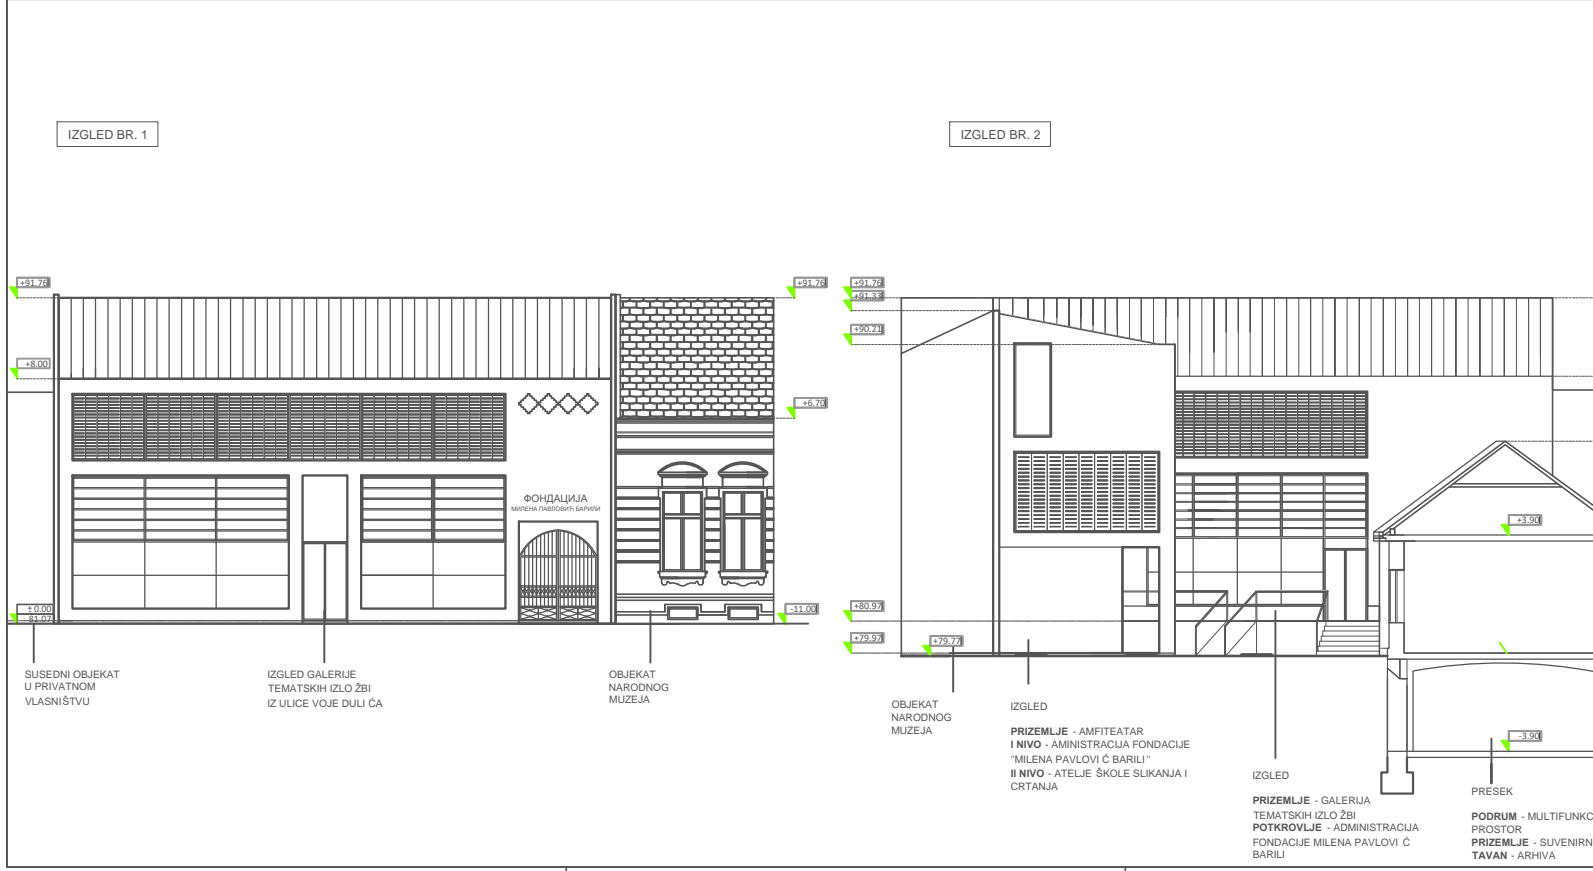 IZGLED BR. 1
IZGLED BR. 2
+91.76
+8.00
± 0.00
81.07
+91.76
+6.70
-11.00
ФОНДАЦИЈА
МИЛЕНА ПАВЛОВИЋ БАРИЛИ
SUSEDNI OBJEKAT
U PRIVATNOM
VLASNIŠTVU
IZGLED GALERIJE
TEMATSKIH IZLO ŽBI
IZ ULICE VOJE DULI ĆA
OBJEKAT
NARODNOG
MUZEJA
+91.76
+91.33
+90.21
+80.97
+79.97
+79.77
+3.90
-3.90
OBJEKAT
NARODNOG
MUZEJA
IZGLED
PRIZEMLJE - AMFITEATAR
I NIVO - AMINISTRACIJA FONDACIJE
"MILENA PAVLOVI Ć BARILI"
II NIVO - ATELJE ŠKOLE SLIKANJA I
CRTANJA
IZGLED
PRIZEMLJE - GALERIJA
TEMATSKIH IZLO ŽBI
POTKROVLJE - ADMINISTRACIJA
FONDACIJE MILENA PAVLOVI Ć
BARILI
PRESEK
PODRUM - MULTIFUNKC
PROSTOR
PRIZEMLJE - SUVENIRN
TAVAN - ARHIVA